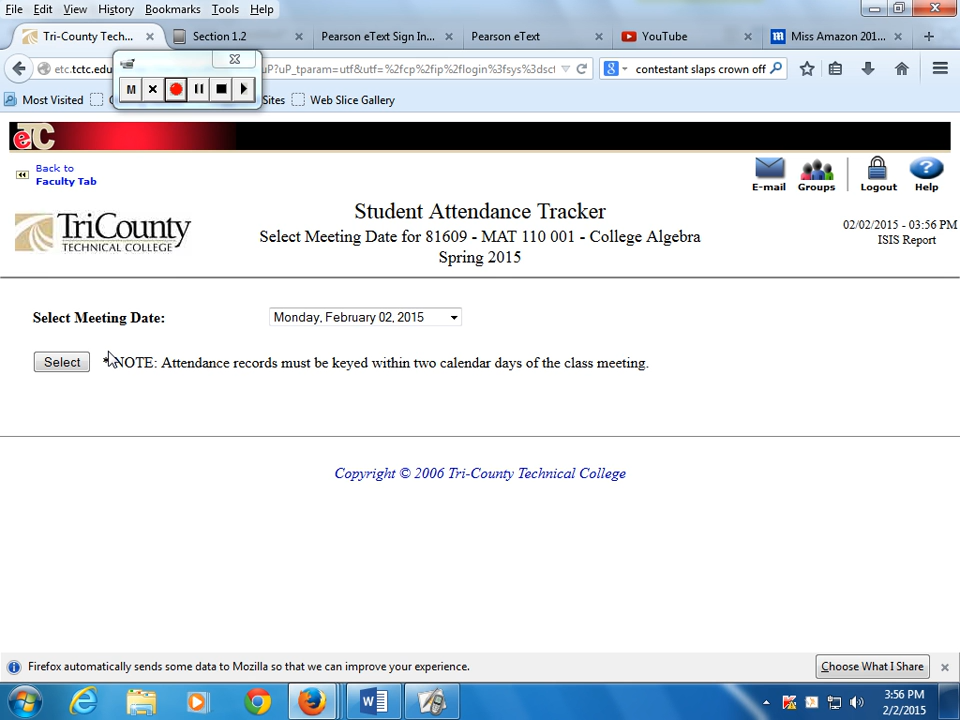 File Edit View History Bookmarks Tools Help
Tri-County Tech... Section 1.2 Pearson eText Sign In... Pearson eText YouTube Miss Amazon 201...
etc.tctc.edu uP?uP_tparam=utf&utf=%2fcp%2fip%2flogin%3fsys%3dsct contestant slaps crown off
Most Visited Sites Web Slice Gallery
M
eTC
Back to
Faculty Tab
E-mail Groups Logout Help
TriCounty
TECHNICAL COLLEGE
Student Attendance Tracker
Select Meeting Date for 81609 - MAT 110 001 - College Algebra
Spring 2015
02/02/2015 - 03:56 PM
ISIS Report
Select Meeting Date: Monday, February 02, 2015
Select * NOTE: Attendance records must be keyed within two calendar days of the class meeting.
Copyright © 2006 Tri-County Technical College
Firefox automatically sends some data to Mozilla so that we can improve your experience. Choose What I Share
3:56 PM
2/2/2015